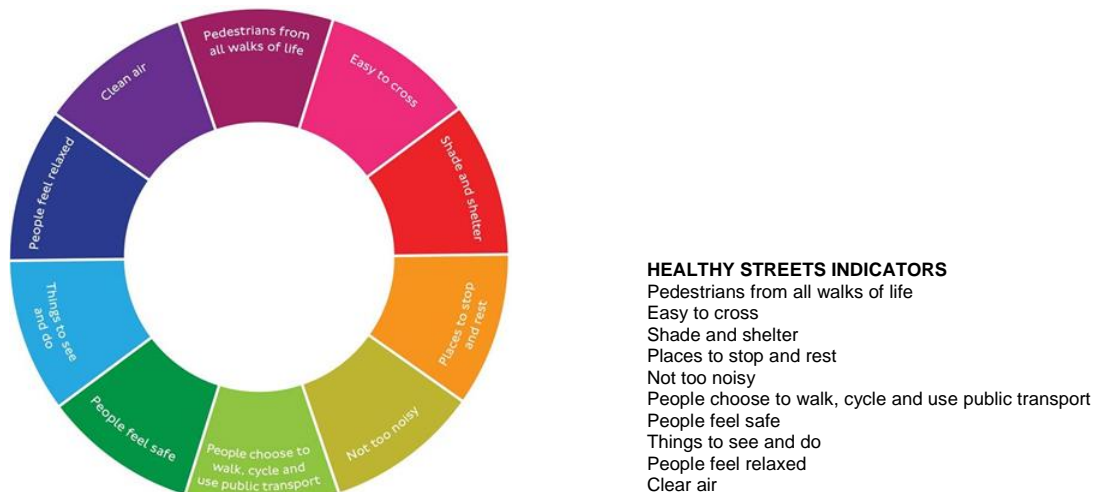 Pedestrians from
all walks of life
Easy to cross
Shade and shelter
Places to stop
and rest
Not too noisy
People choose to
walk, cycle and
use public transport
People feel safe
Things to see
and do
People feel relaxed
Clean air
HEALTHY STREETS INDICATORS
Pedestrians from all walks of life
Easy to cross
Shade and shelter
Places to stop and rest
Not too noisy
People choose to walk, cycle and use public transport
People feel safe
Things to see and do
People feel relaxed
Clear air